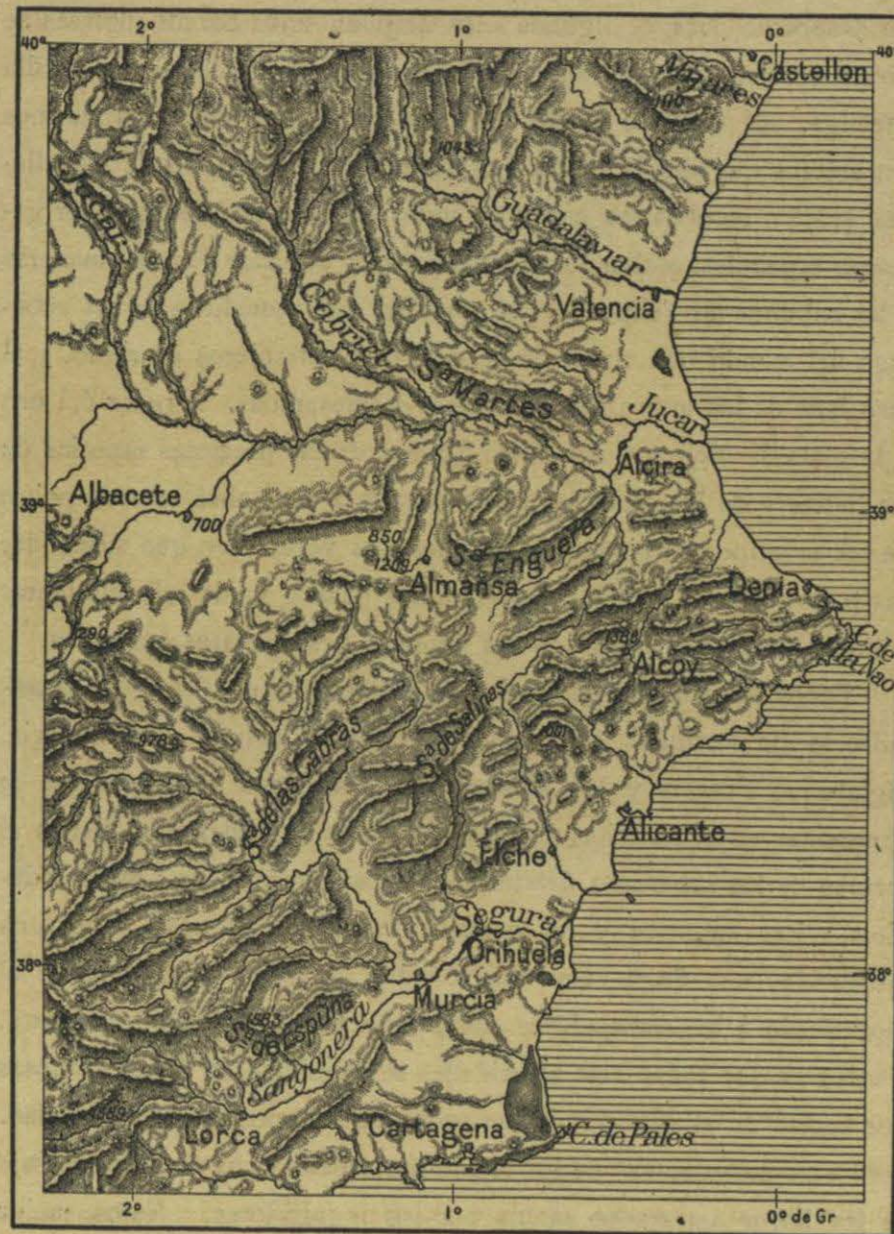 2° 1° 0°
40° 40°
Castellon
Mijares
Jucar
1045
Guadalaviar
Valencia
Cabriel
Sª Martes
Jucar
Alcira
Albacete
39° 39°
700
850
1209
Sª Enguera
Almansa
Denia
290
1388
C. de
la Nao
Alcoy
Sª de Salinas
Sª de las Cabras
Alicante
Elche
Segura
Orihuela
38° 38°
Murcia
1583
Sª de Espuña
Sangonera
Lorca
Cartagena
C. de Pales
2° 1° 0° de Gr